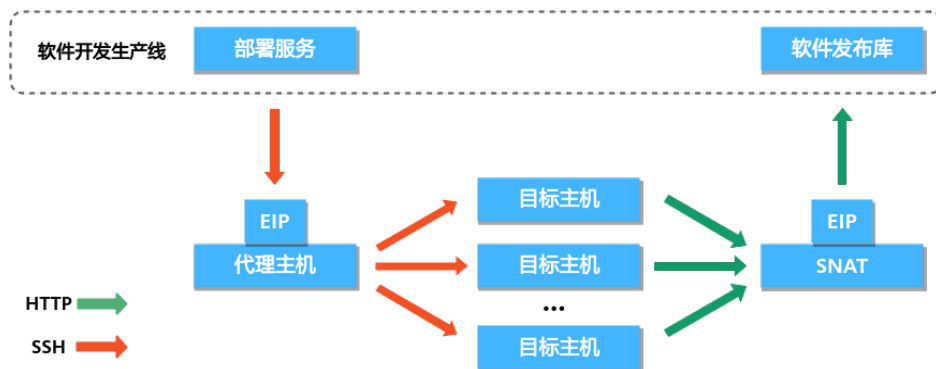 软件开发生产线
部署服务
软件发布库
EIP
代理主机
目标主机
目标主机
...
目标主机
EIP
SNAT
HTTP
SSH